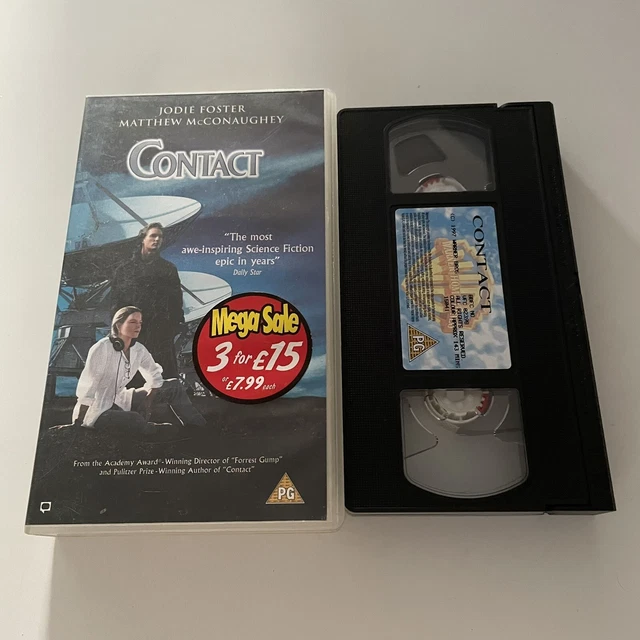 JODIE FOSTER
MATTHEW McCONAUGHEY
CONTACT
"The most
awe-inspiring Science Fiction
epic in years"
Daily Star
Mega Sale
3 for £15
or £7.99 each
From the Academy Award®-Winning Director of "Forrest Gump"
and Pulitzer Prize-Winning Author of "Contact"
PG
CONTACT
PG